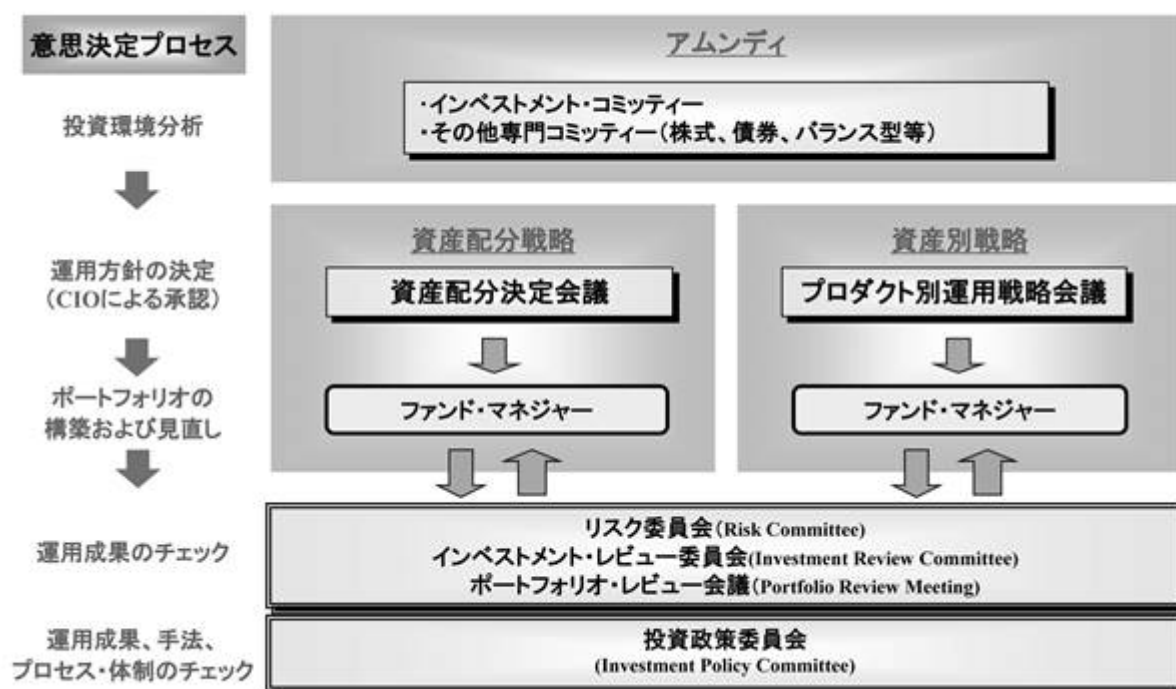 意思決定プロセス
アムンディ
・インベストメント・コミッティー
・その他専門コミッティー(株式、債券、バランス型等)
投資環境分析
資産配分戦略
資産配分決定会議
ファンド・マネジャー
資産別戦略
プロダクト別運用戦略会議
ファンド・マネジャー
運用方針の決定
(CIOによる承認)
ポートフォリオの
構築および見直し
運用成果のチェック
リスク委員会(Risk Committee)
インベストメント・レビュー委員会(Investment Review Committee)
ポートフォリオ・レビュー会議(Portfolio Review Meeting)
運用成果、手法、
プロセス・体制のチェック
投資政策委員会
(Investment Policy Committee)